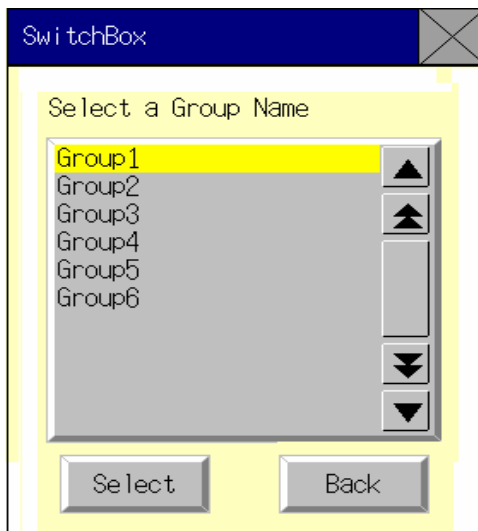 SwitchBox
Select a Group Name
Group1
Group2
Group3
Group4
Group5
Group6
Select
Back